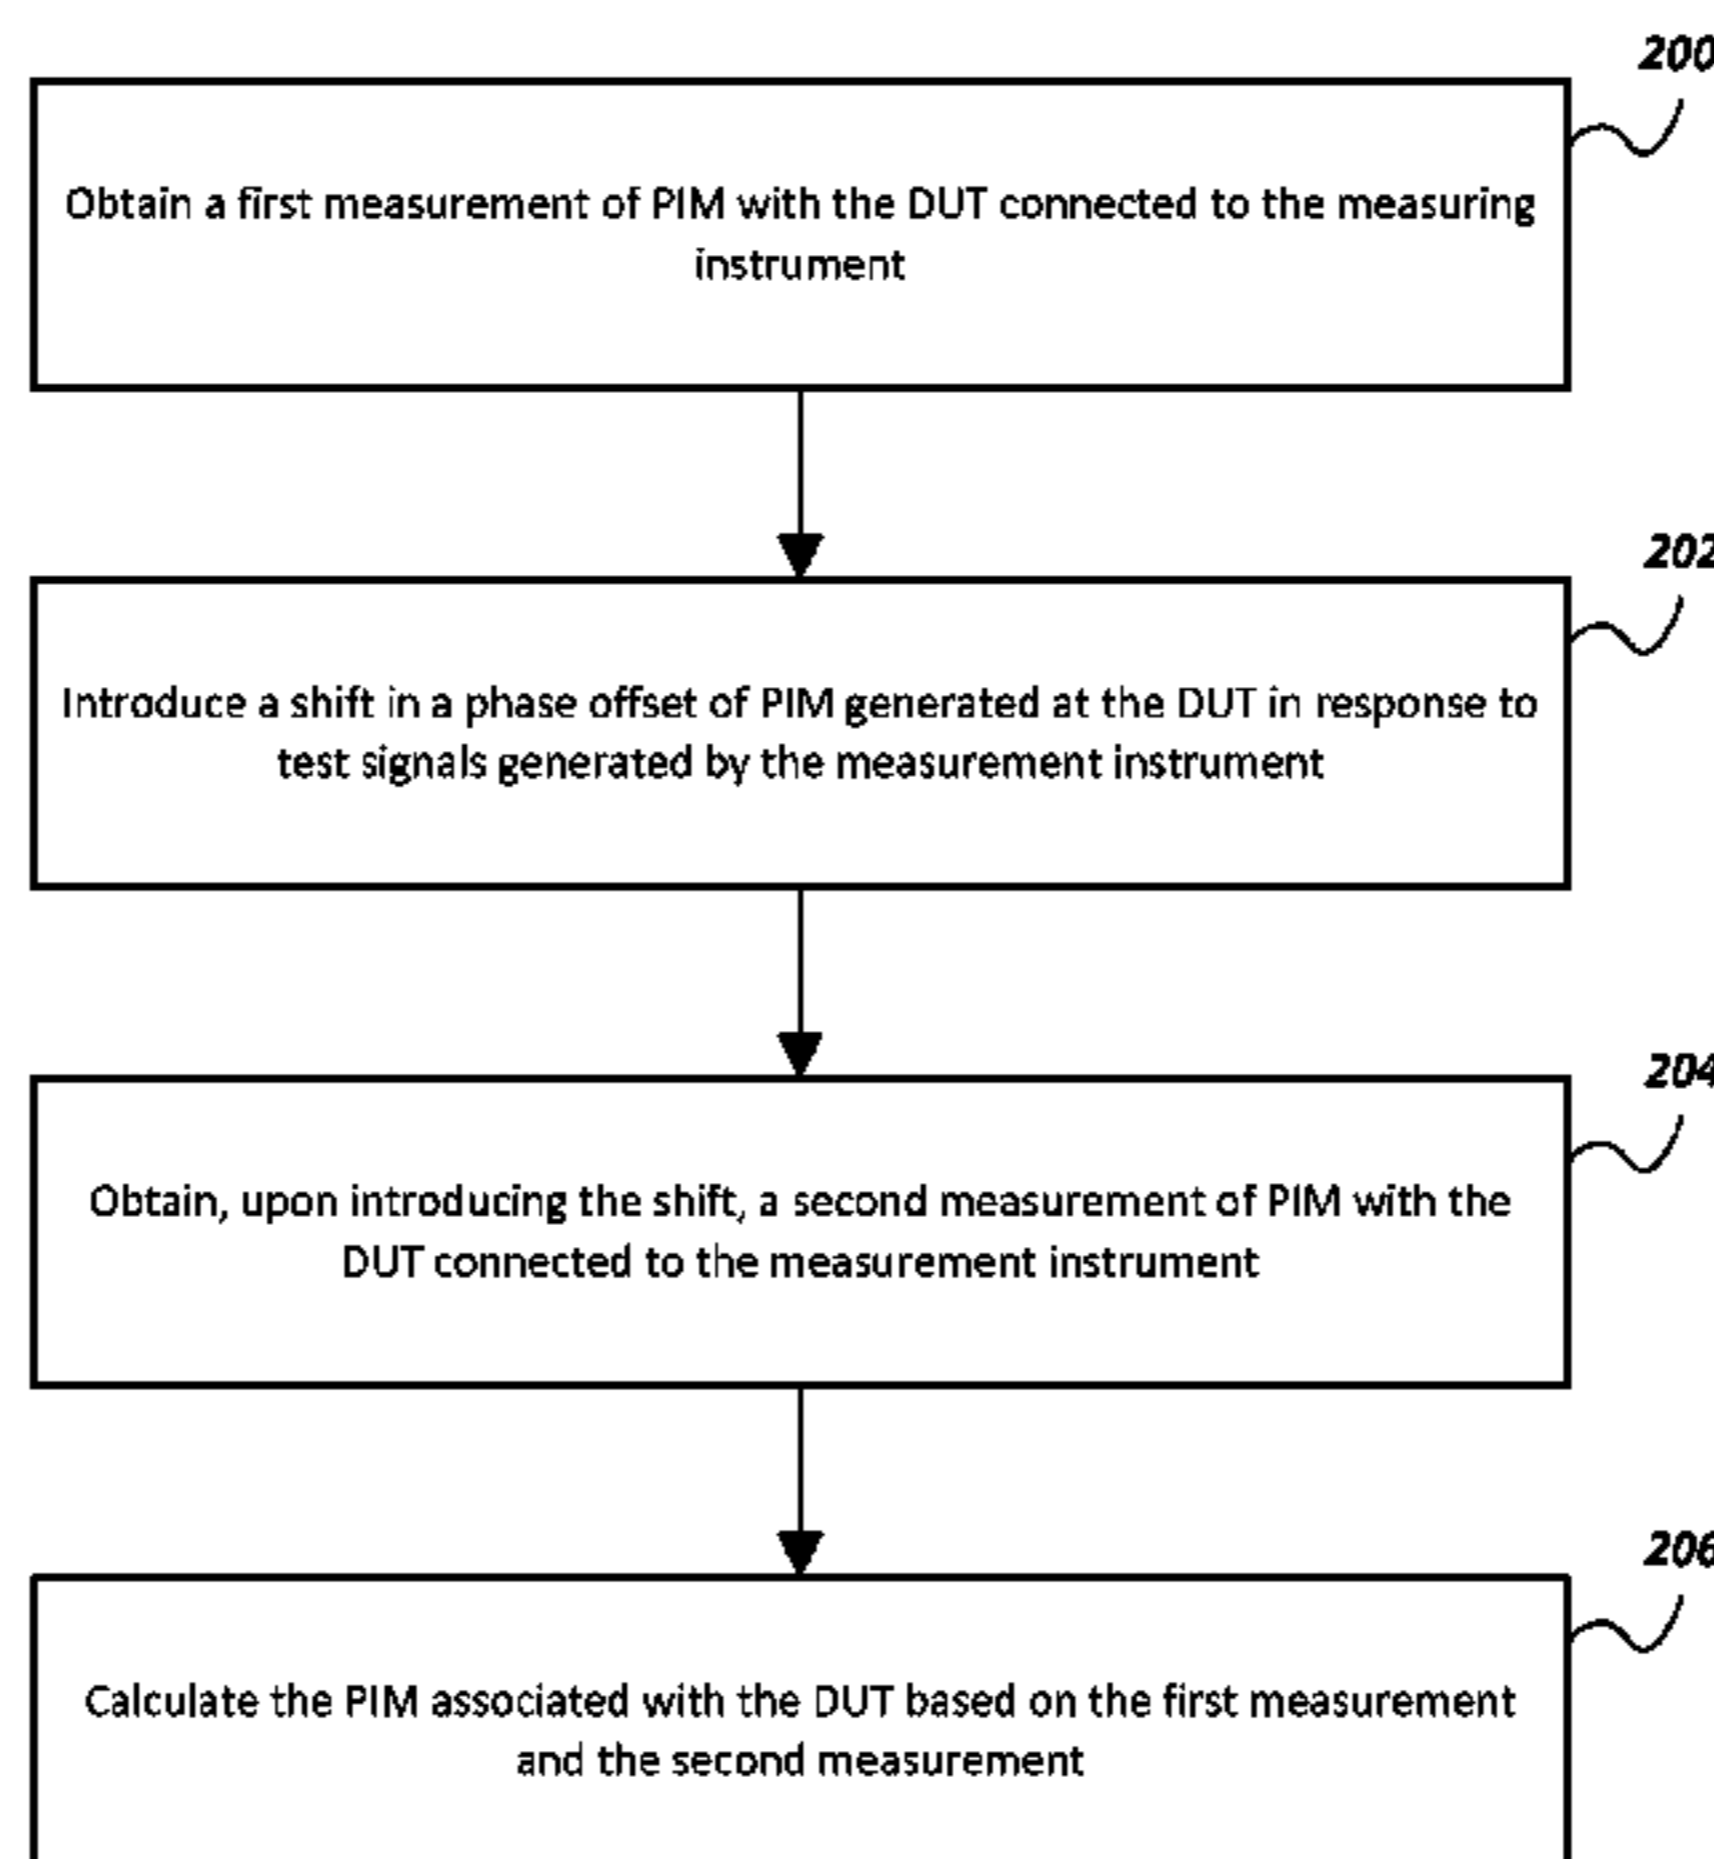 200
Obtain a first measurement of PIM with the DUT connected to the measuring
instrument
202
Introduce a shift in a phase offset of PIM generated at the DUT in response to
test signals generated by the measurement instrument
204
Obtain, upon introducing the shift, a second measurement of PIM with the
DUT connected to the measurement instrument
206
Calculate the PIM associated with the DUT based on the first measurement
and the second measurement